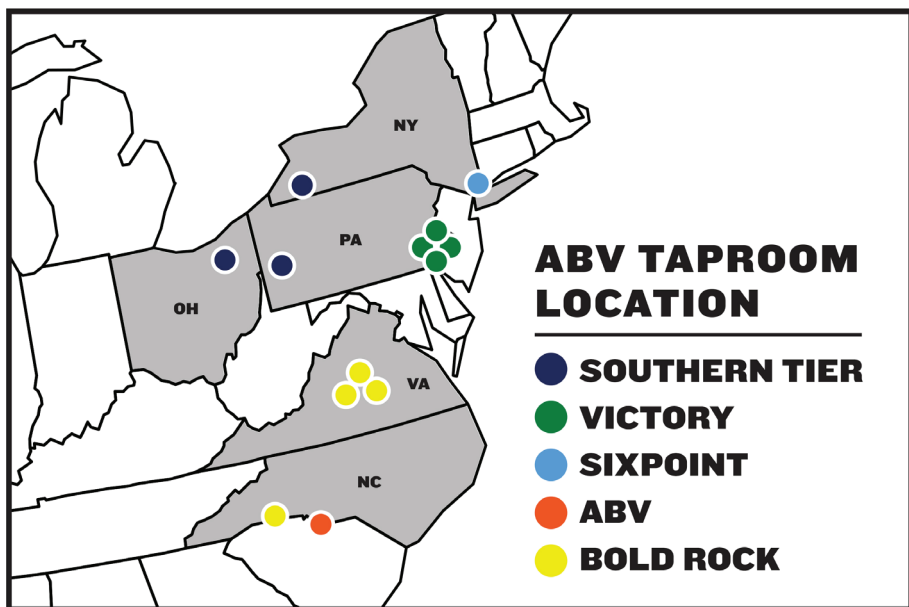 NY
PA
OH
VA
NC
ABV TAPROOM
LOCATION
SOUTHERN TIER
VICTORY
SIXPOINT
ABV
BOLD ROCK